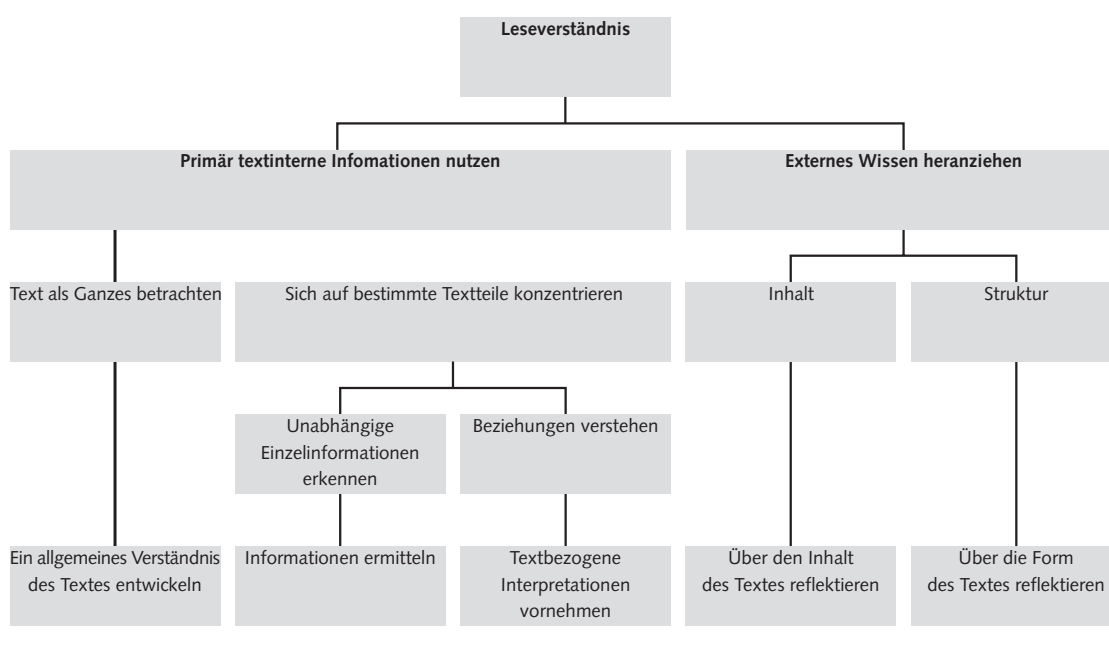 Leseverständnis
Primär textinterne Infomationen nutzen
Externes Wissen heranziehen
Text als Ganzes betrachten
Sich auf bestimmte Textteile konzentrieren
Inhalt
Struktur
Unabhängige
Einzelinformationen
erkennen
Beziehungen verstehen
Ein allgemeines Verständnis
des Textes entwickeln
Informationen ermitteln
Textbezogene
Interpretationen
vornehmen
Über den Inhalt
des Textes reflektieren
Über die Form
des Textes reflektieren